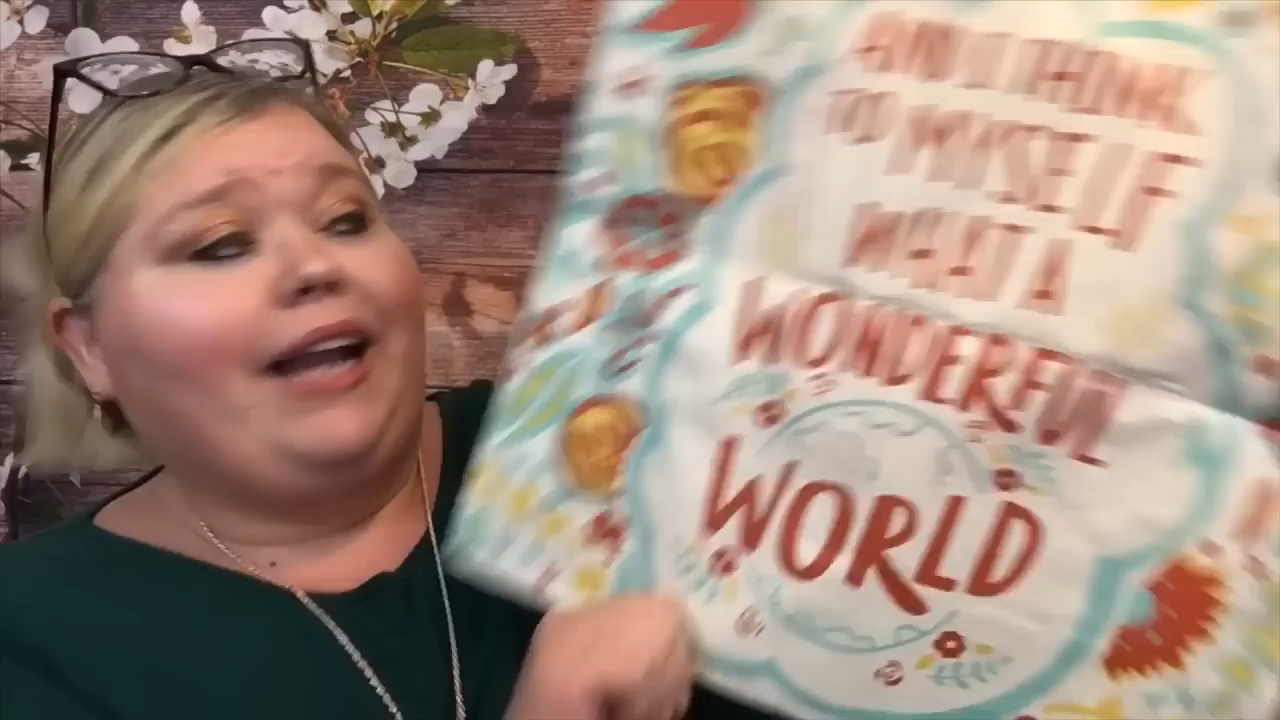 AND I THINK
TO MYSELF
WHAT A
WONDERFUL
WORLD